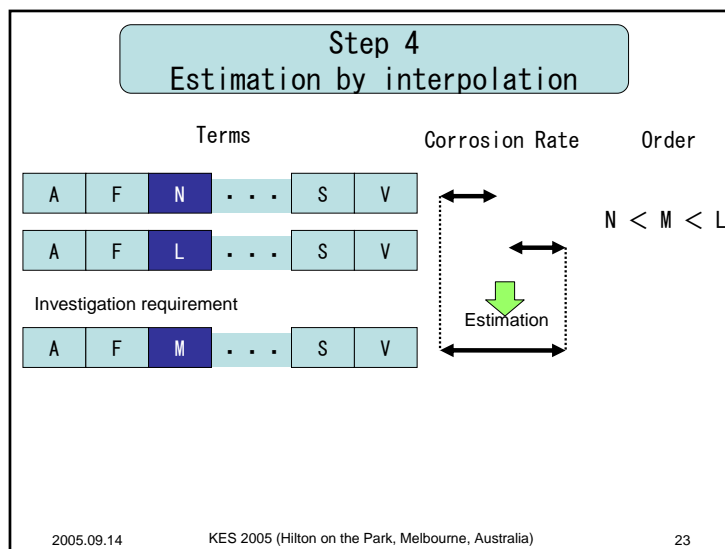 Step 4
Estimation by interpolation
Terms Corrosion Rate Order
A F N ・・・ S V
N < M < L
A F L ・・・ S V
Investigation requirement
Estimation
A F M ・・・ S V
2005.09.14 KES 2005 (Hilton on the Park, Melbourne, Australia) 23